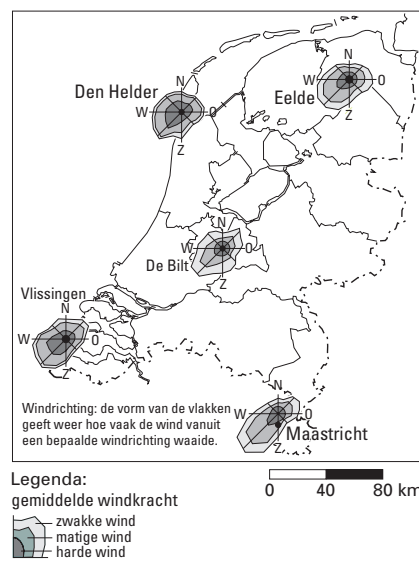 N
Den Helder
W
O
Z
N
W
O
Eelde
Z
N
W
O
De Bilt
Z
Vlissingen
N
W
O
Z
Windrichting: de vorm van de vlakken
geeft weer hoe vaak de wind vanuit
een bepaalde windrichting waaide.
N
W
O
Maastricht
Z
Legenda:
gemiddelde windkracht
zwakke wind
matige wind
harde wind
0 40 80 km